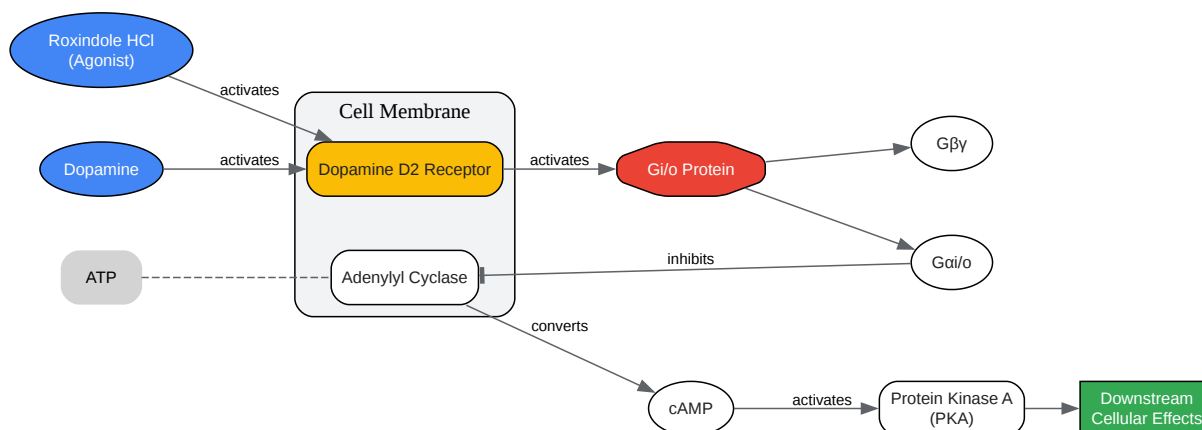 Roxindole HCl
(Agonist)
activates
Cell Membrane
Dopamine
activates
Dopamine D2 Receptor
activates
Gi/o Protein
Gβγ
ATP
Adenylyl Cyclase
inhibits
Gαi/o
converts
cAMP
activates
Protein Kinase A
(PKA)
Downstream
Cellular Effects